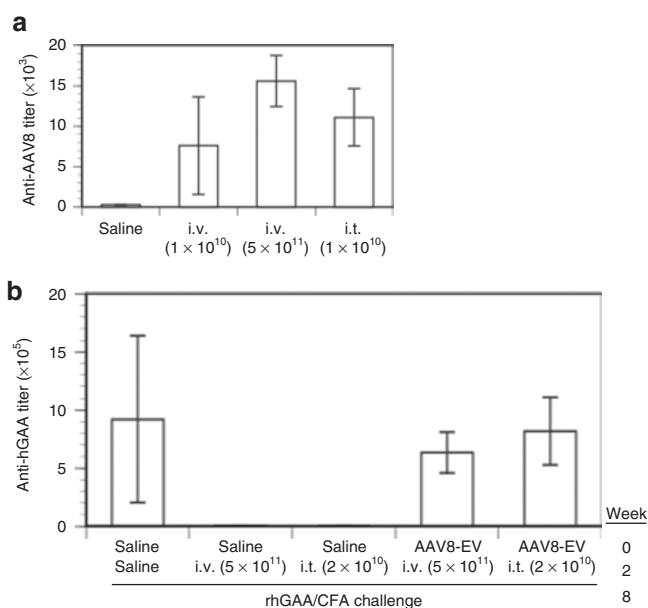 a
Anti-AAV8 titer (×10³)
20
15
10
5
0
Saline
i.v.
(1 × 10¹⁰)
i.v.
(5 × 10¹¹)
i.t.
(1 × 10¹⁰)
b
Anti-hGAA titer (×10⁵)
20
15
10
5
0
Week
Saline Saline Saline AAV8-EV AAV8-EV 0
Saline i.v. (5 × 10¹¹) i.t. (2 × 10¹⁰) i.v. (5 × 10¹¹) i.t. (2 × 10¹⁰) 2
rhGAA/CFA challenge 8